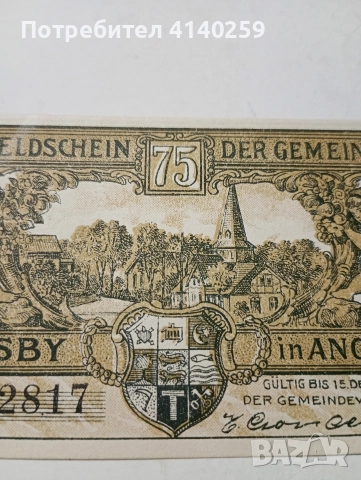 Потребител 4140259
ELDSCHEIN 75 DER GEMEIN
SBY in ANG
2817 GÜLTIG BIS 15.DE
DER GEMEINDEV
T
bazar